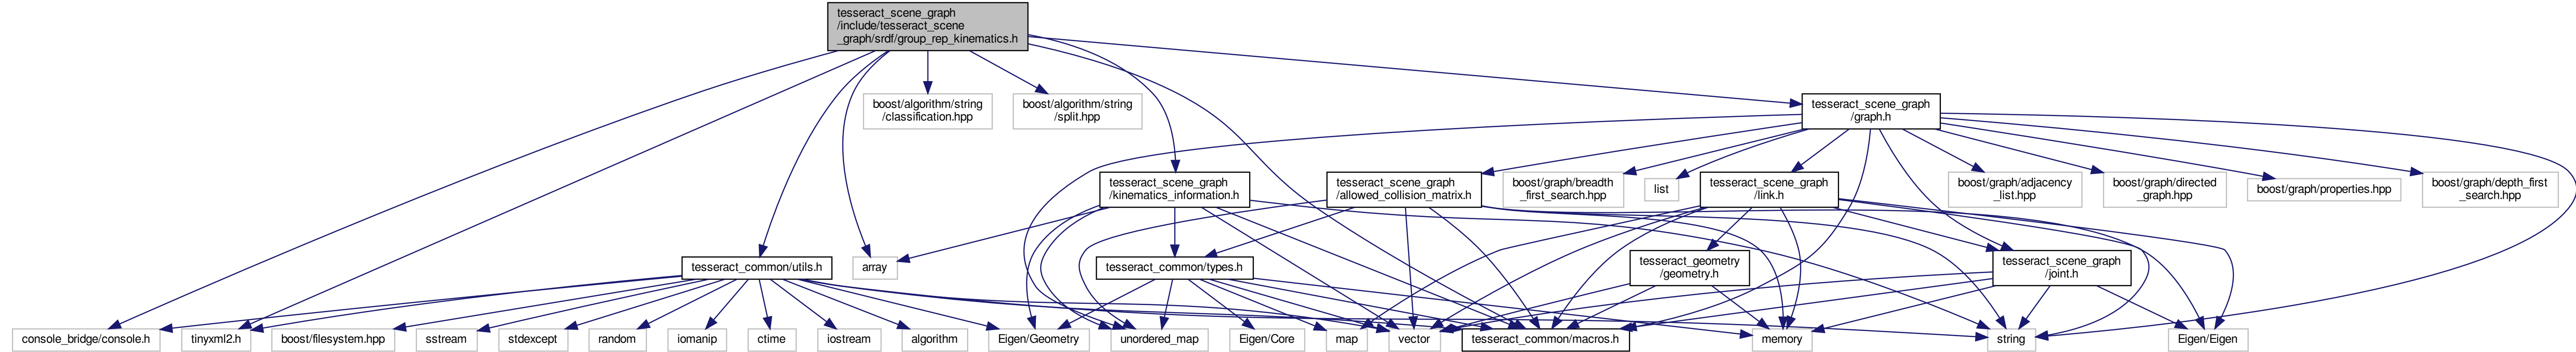 tesseract_scene_graph
/include/tesseract_scene
_graph/srdf/group_rep_kinematics.h
boost/algorithm/string
/classification.hpp
boost/algorithm/string
/split.hpp
tesseract_scene_graph
/graph.h
tesseract_scene_graph
/kinematics_information.h
tesseract_scene_graph
/allowed_collision_matrix.h
boost/graph/breadth
_first_search.hpp
list
tesseract_scene_graph
/link.h
boost/graph/adjacency
_list.hpp
boost/graph/directed
_graph.hpp
boost/graph/properties.hpp
boost/graph/depth_first
_search.hpp
tesseract_common/utils.h
array
tesseract_common/types.h
tesseract_geometry
/geometry.h
tesseract_scene_graph
/joint.h
console_bridge/console.h
tinyxml2.h
boost/filesystem.hpp
sstream
stdexcept
random
iomanip
ctime
iostream
algorithm
Eigen/Geometry
unordered_map
Eigen/Core
map
vector
tesseract_common/macros.h
memory
string
Eigen/Eigen